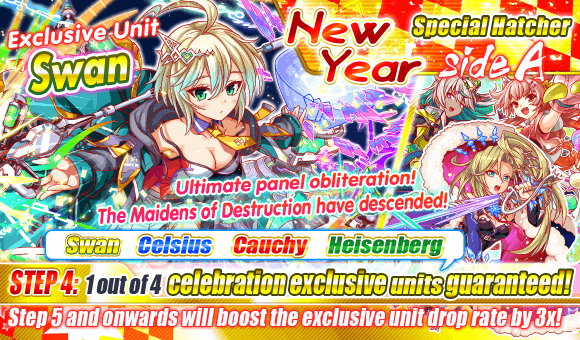 Exclusive Unit
Swan
New
Year
Special Hatcher
side A
Ultimate panel obliteration!
The Maidens of Destruction have descended!
Swan Celsius Cauchy Heisenberg
STEP 4: 1 out of 4 celebration exclusive units guaranteed!
Step 5 and onwards will boost the exclusive unit drop rate by 3x!